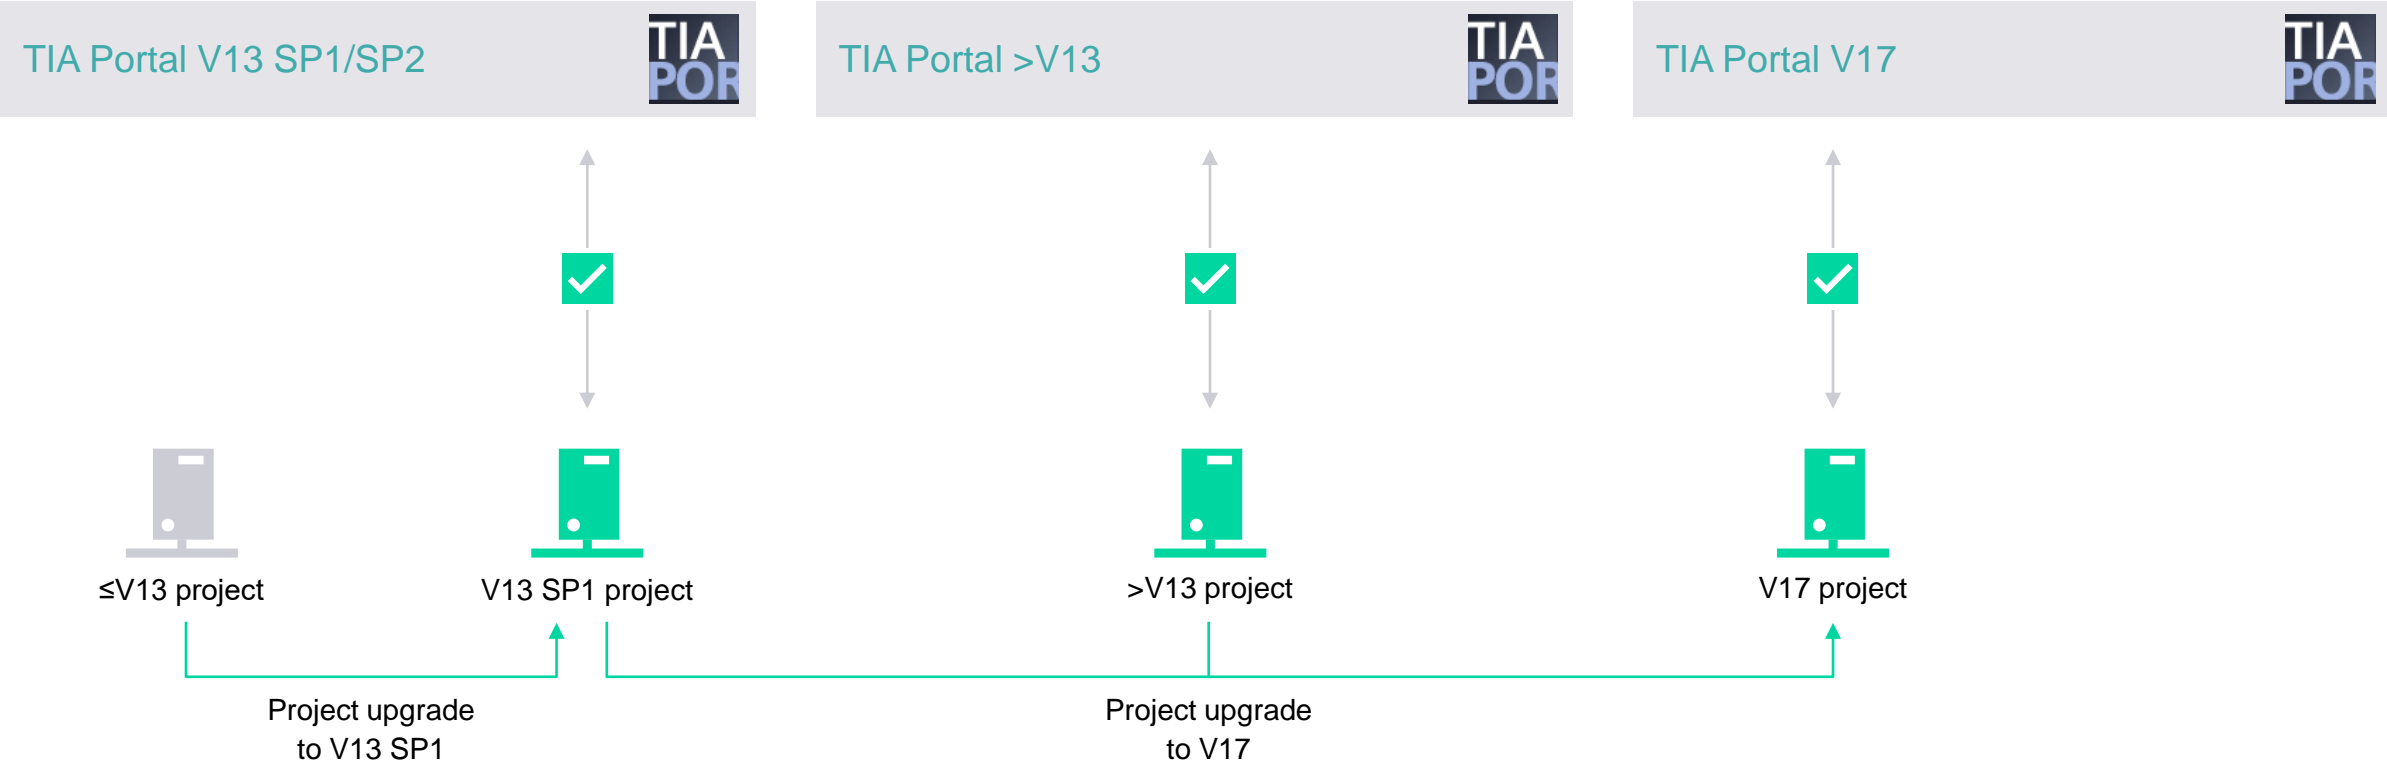 TIA Portal V13 SP1/SP2
TIA
POR
TIA Portal >V13
TIA
POR
TIA Portal V17
TIA
POR
≤V13 project
V13 SP1 project
>V13 project
V17 project
Project upgrade
to V13 SP1
Project upgrade
to V17